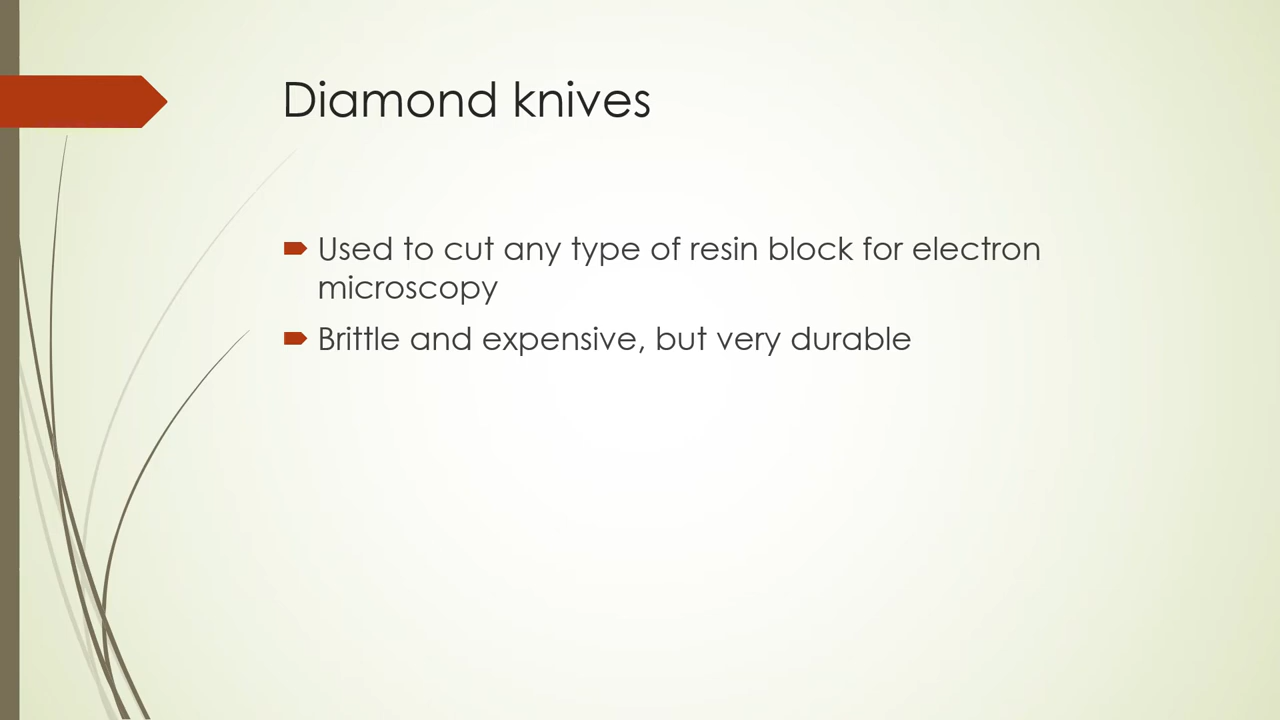 Diamond knives
Used to cut any type of resin block for electron
microscopy
Brittle and expensive, but very durable